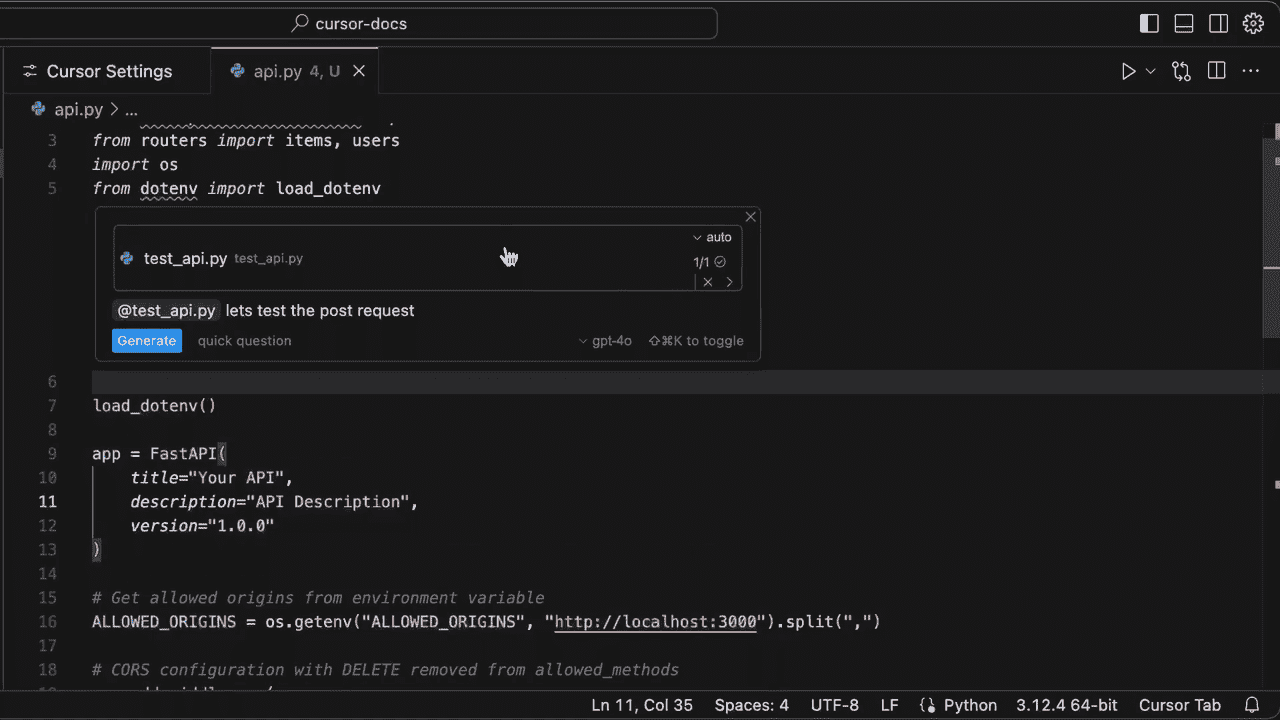 cursor-docs
Cursor Settings
api.py 4, U
api.py > ...
3 from routers import items, users
4 import os
5 from dotenv import load_dotenv
auto
test_api.py test_api.py
1/1
@test_api.py lets test the post request
Generate quick question gpt-4o ⇧⌘K to toggle
6
7 load_dotenv()
8
9 app = FastAPI(
10 title="Your API",
11 description="API Description",
12 version="1.0.0"
13 )
14
15 # Get allowed origins from environment variable
16 ALLOWED_ORIGINS = os.getenv("ALLOWED_ORIGINS", "http://localhost:3000").split(",")
17
18 # CORS configuration with DELETE removed from allowed_methods
Ln 11, Col 35 Spaces: 4 UTF-8 LF Python 3.12.4 64-bit Cursor Tab